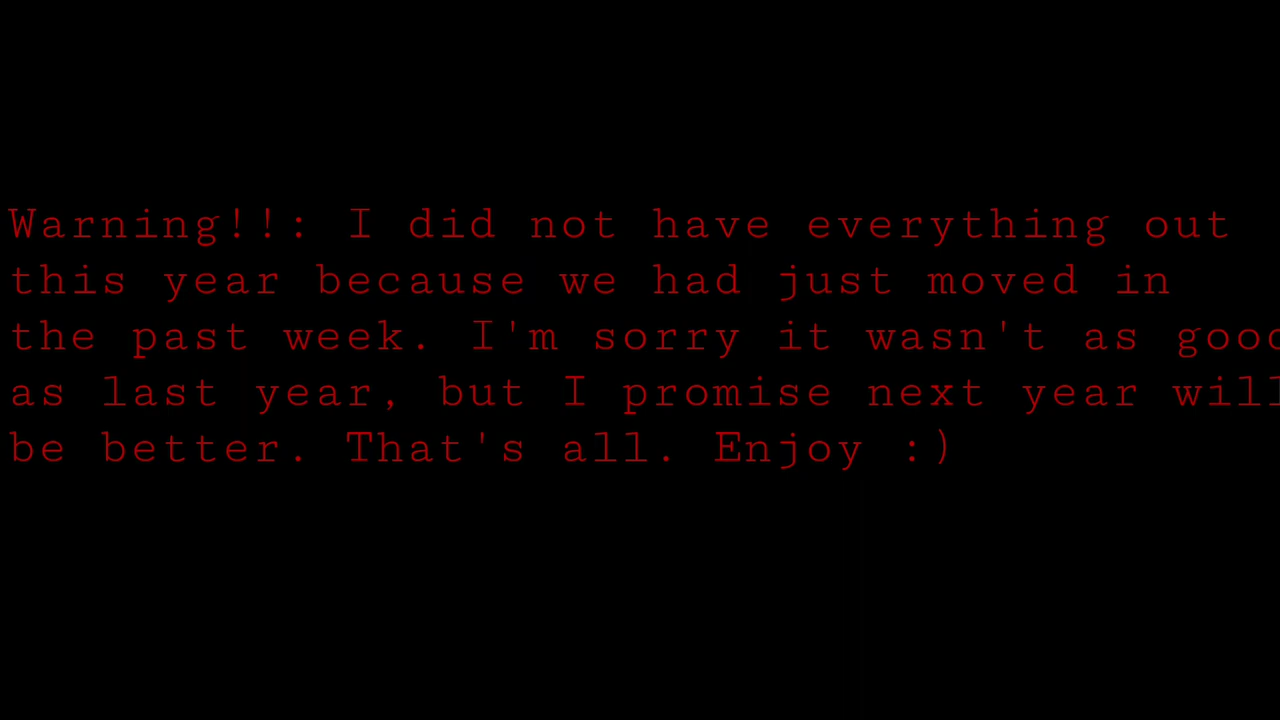 Warning!!: I did not have everything out
this year because we had just moved in
the past week. I'm sorry it wasn't as good
as last year, but I promise next year will
be better. That's all. Enjoy :)